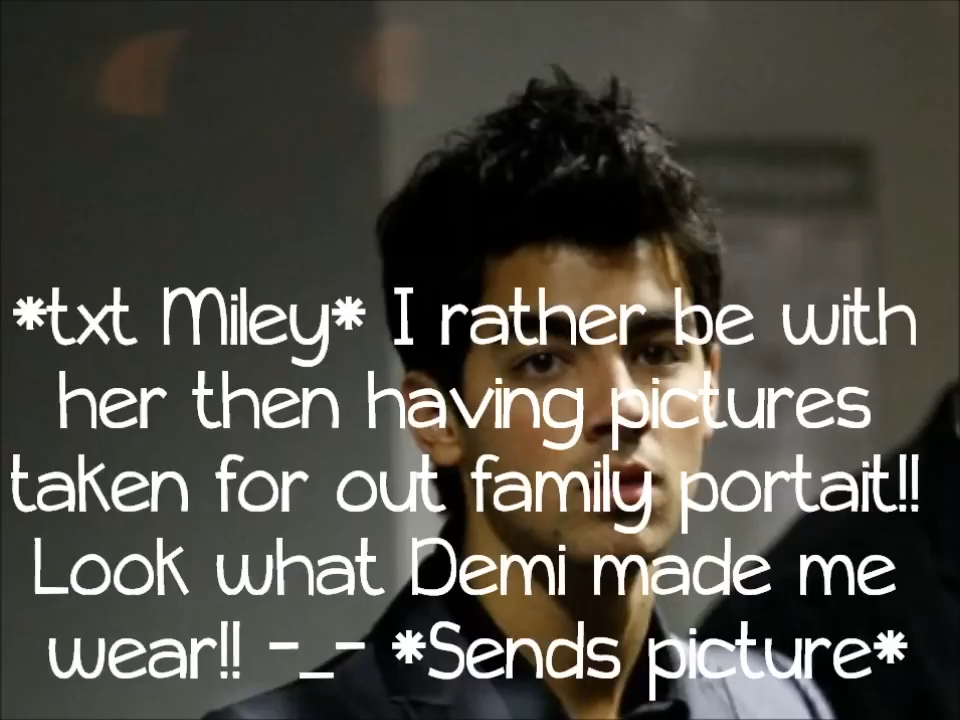 *txt Miley* I rather be with
her then having pictures
taken for out family portait!!
Look what Demi made me
wear!! -_- *Sends picture*